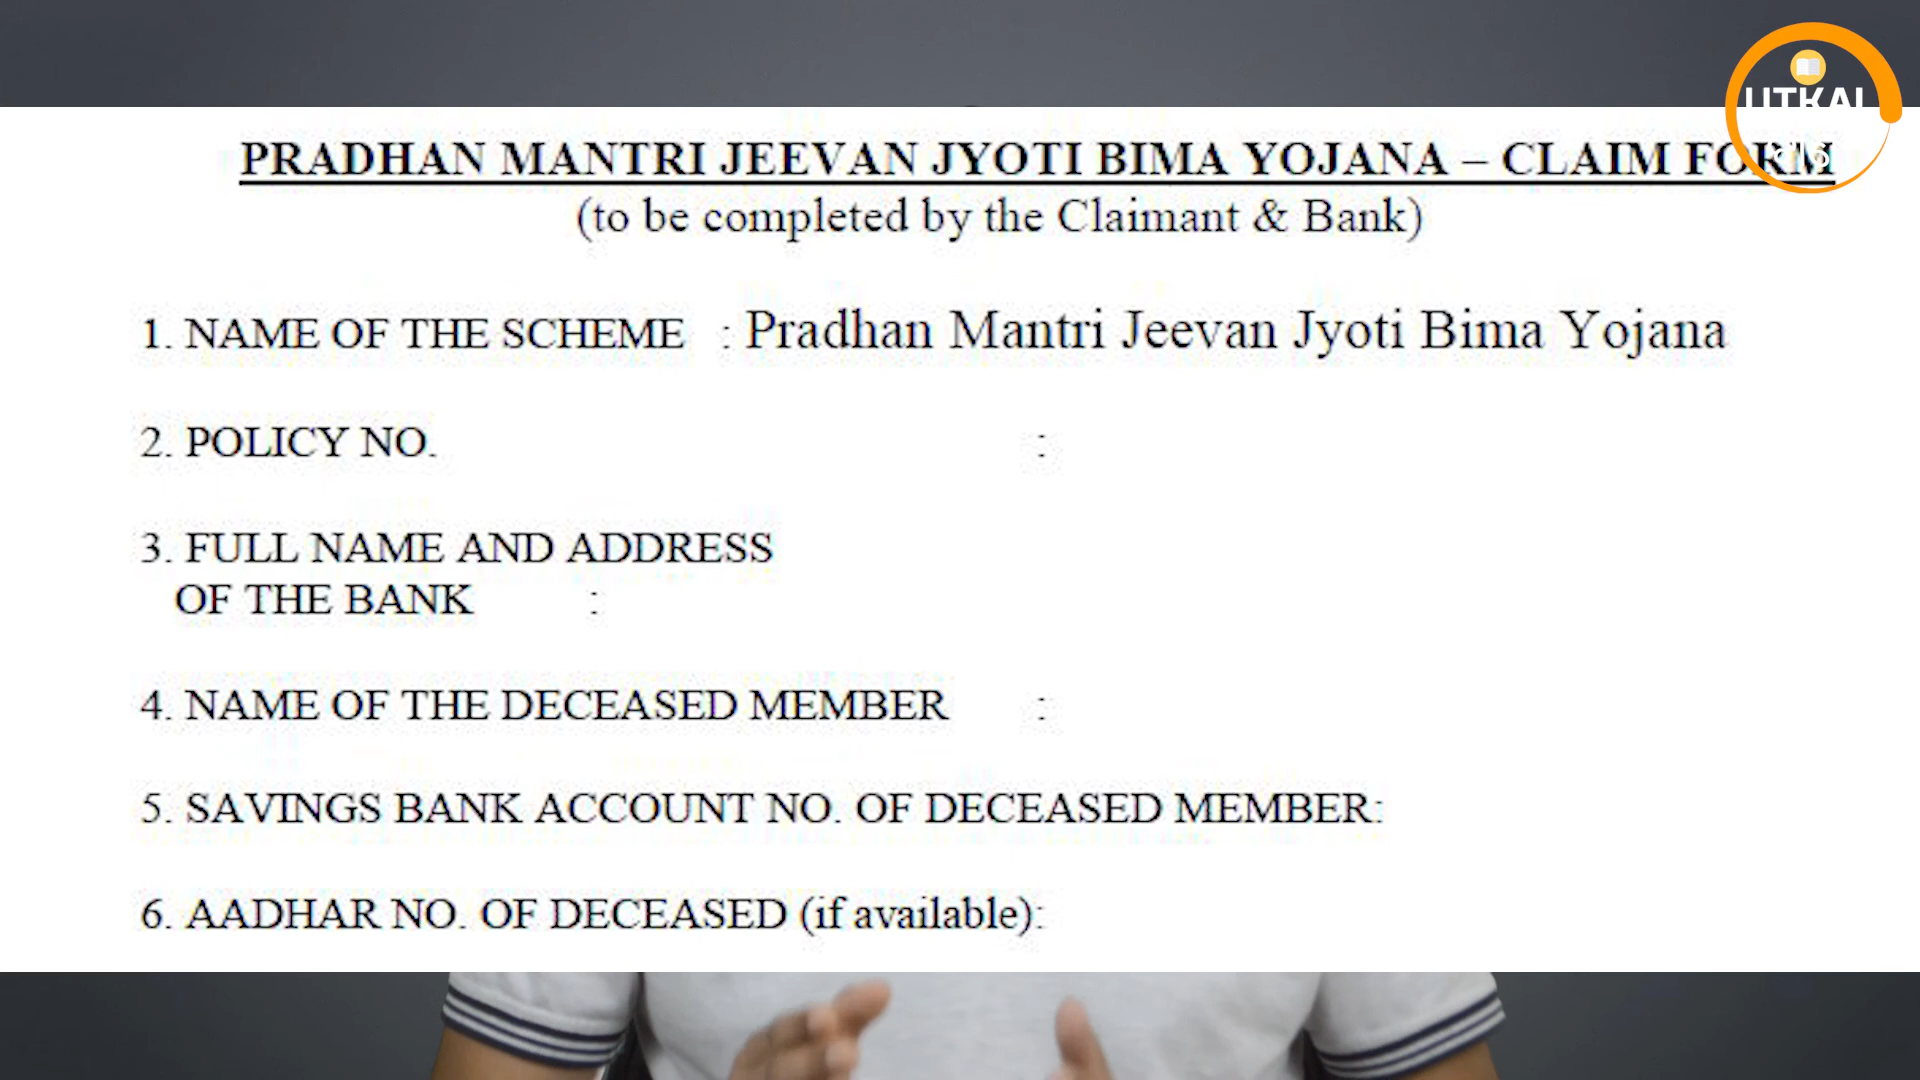 UTKAL
PRADHAN MANTRI JEEVAN JYOTI BIMA YOJANA – CLAIM FORM
(to be completed by the Claimant & Bank)
1. NAME OF THE SCHEME : Pradhan Mantri Jeevan Jyoti Bima Yojana
2. POLICY NO. :
3. FULL NAME AND ADDRESS
OF THE BANK :
4. NAME OF THE DECEASED MEMBER :
5. SAVINGS BANK ACCOUNT NO. OF DECEASED MEMBER:
6. AADHAR NO. OF DECEASED (if available):